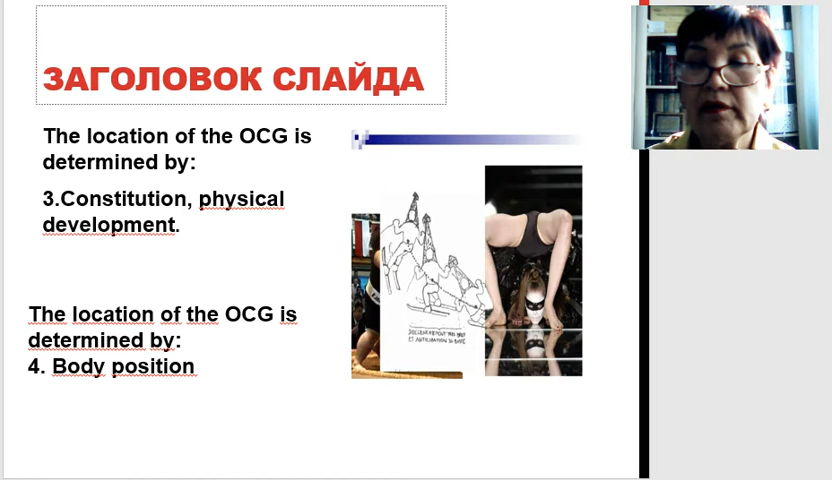 ЗАГОЛОВОК СЛАЙДА
The location of the OCG is
determined by:
3.Constitution, physical
development.
The location of the OCG is
determined by:
4. Body position